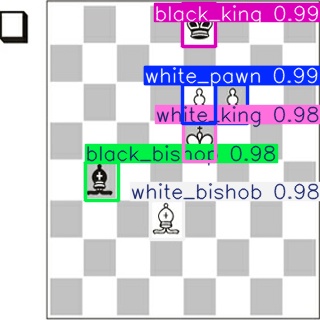 black_king 0.99
white_pawn 0.99
white_king 0.98
black_bishop 0.98
white_bishob 0.98